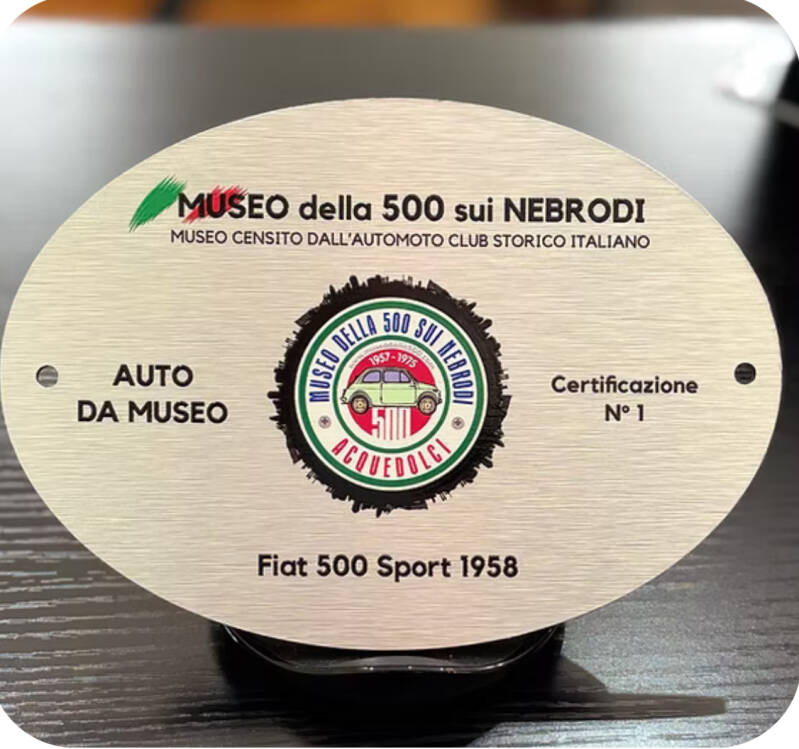 MUSEO della 500 sui NEBRODI
MUSEO CENSITO DALL'AUTOMOTO CLUB STORICO ITALIANO
MUSEO DELLA 500 SUI NEBRODI
1957-1975
500
ACQUEDOLCI
AUTO
DA MUSEO
Certificazione
N° 1
Fiat 500 Sport 1958